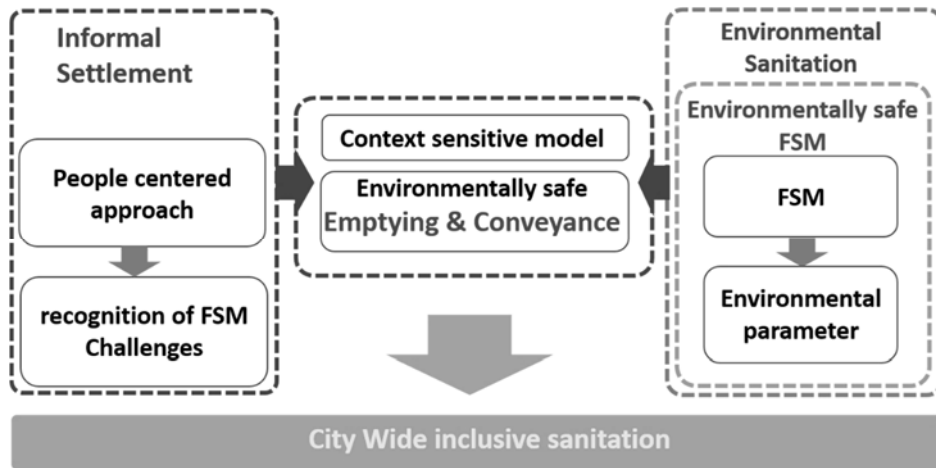 Informal
Settlement
People centered
approach
recognition of FSM
Challenges
Context sensitive model
Environmentally safe
Emptying & Conveyance
Environmental
Sanitation
Environmentally safe
FSM
FSM
Environmental
parameter
City Wide inclusive sanitation